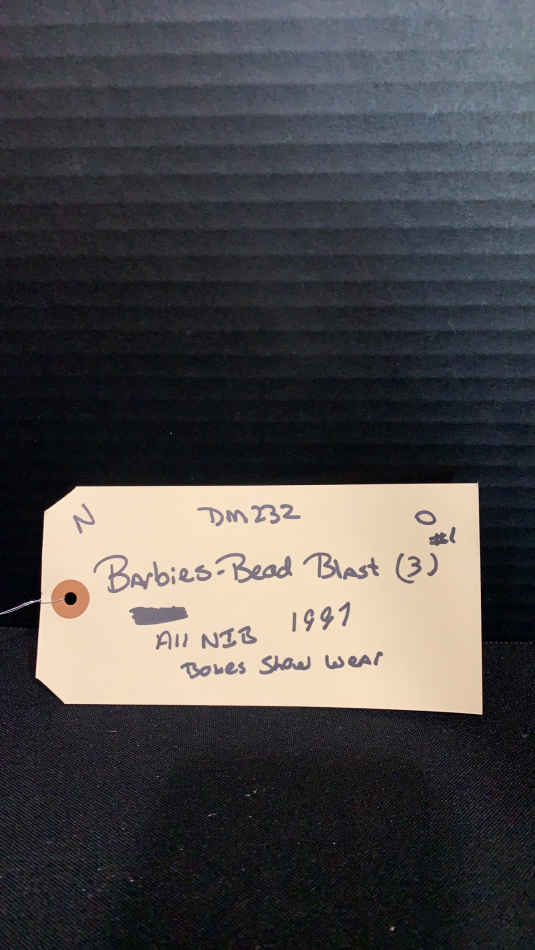 N DM232 O
#1
Barbies-Bead Blast (3)
All NIB 1997
Boxes Show Wear